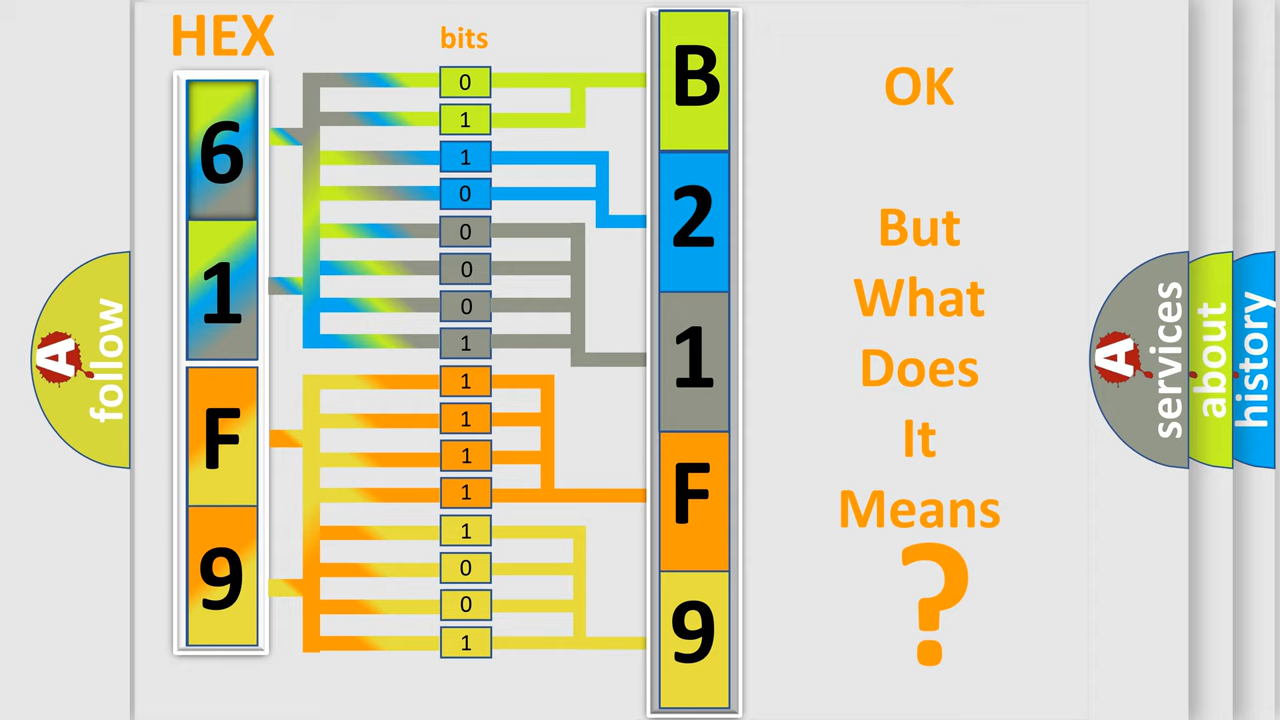 HEX
bits
6
1
F
9
0
1
1
0
0
0
0
1
1
1
1
1
1
0
0
1
B
2
1
F
9
OK
But
What
Does
It
Means
?
A
follow
A
services
about
history